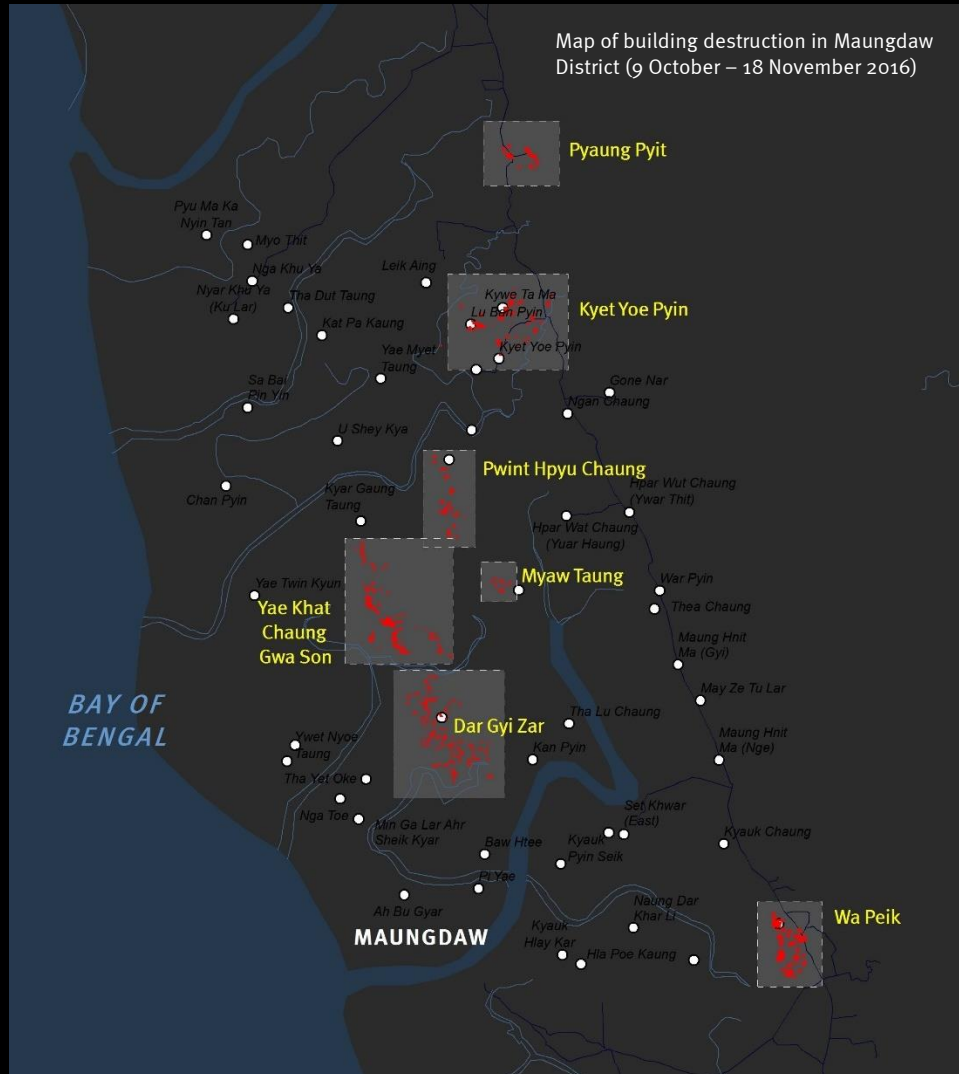 Map of building destruction in Maungdaw
District (9 October – 18 November 2016)
Pyaung Pyit
Pyu Ma Ka
Nyin Tan
Myo Thit
Nga Khu Ya
Leik Aing
Nyar Khu Ya
(Ku Lar)
Tha Dut Taung
Kywe Ta Ma
Lu Ban Pyin
Kyet Yoe Pyin
Kat Pa Kaung
Yae Myet
Taung
Kyet Yoe Pyin
Sa Bai
Pin Yin
Gone Nar
Ngan Chaung
U Shey Kya
Pwint Hpyu Chaung
Chan Pyin
Kyar Gaung
Taung
Hpar Wut Chaung
(Ywar Thit)
Hpar Wat Chaung
(Yuar Haung)
Myaw Taung
Yae Twin Kyun
Yae Khat
Chaung
Gwa Son
War Pyin
Thea Chaung
Maung Hnit
Ma (Gyi)
May Ze Tu Lar
BAY OF
BENGAL
Dar Gyi Zar
Tha Lu Chaung
Ywet Nyoe
Taung
Kan Pyin
Maung Hnit
Ma (Nge)
Tha Yet Oke
Nga Toe
Min Ga Lar Ahr
Sheik Kyar
Set Khwar
(East)
Kyauk
Pyin Seik
Kyauk Chaung
Baw Htee
Pi Yae
Ah Bu Gyar
MAUNGDAW
Naung Dar
Khar Li
Wa Peik
Kyauk
Hlay Kar
Hla Poe Kaung